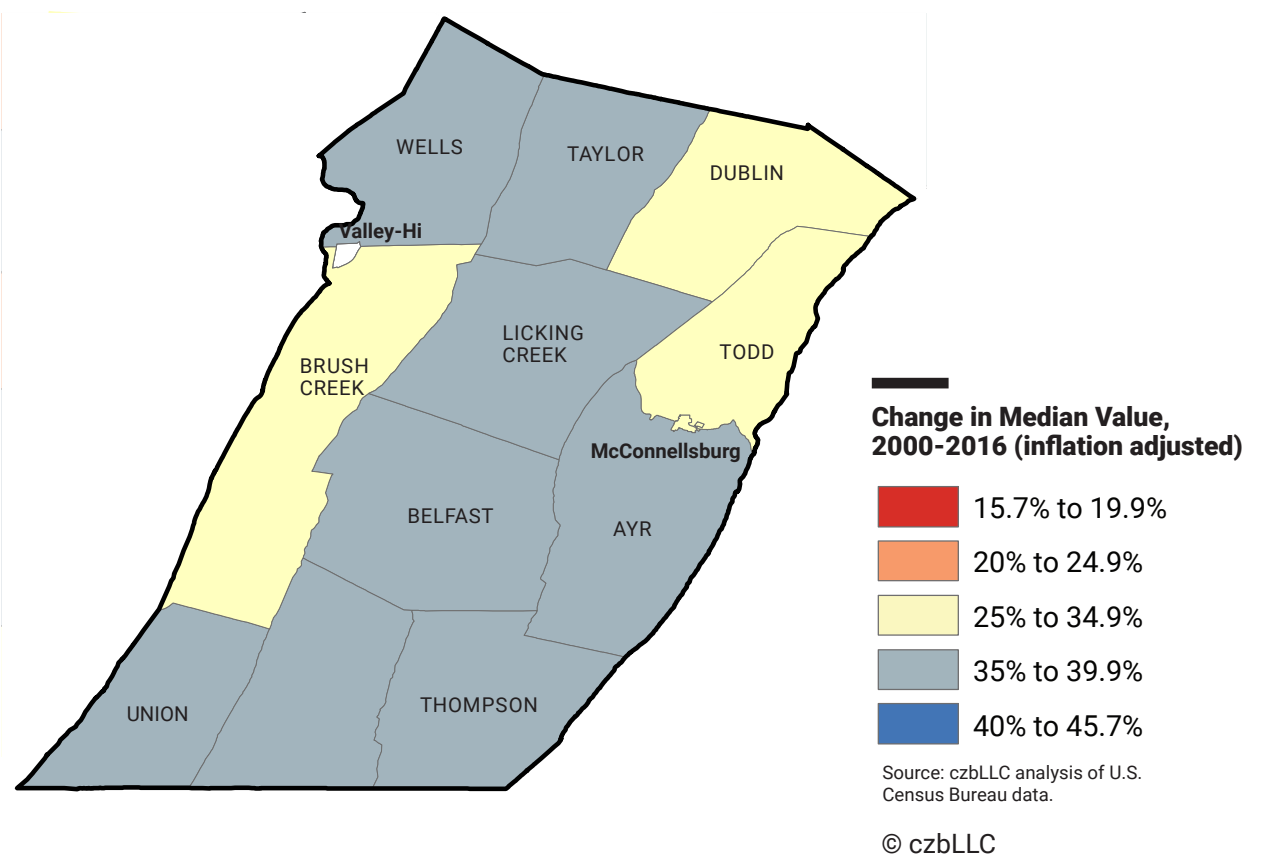 WELLS
TAYLOR
DUBLIN
Valley-Hi
LICKING
CREEK
TODD
BRUSH
CREEK
McConnellsburg
BELFAST
AYR
UNION
THOMPSON
Change in Median Value,
2000-2016 (inflation adjusted)
15.7% to 19.9%
20% to 24.9%
25% to 34.9%
35% to 39.9%
40% to 45.7%
Source: czbLLC analysis of U.S.
Census Bureau data.
© czbLLC